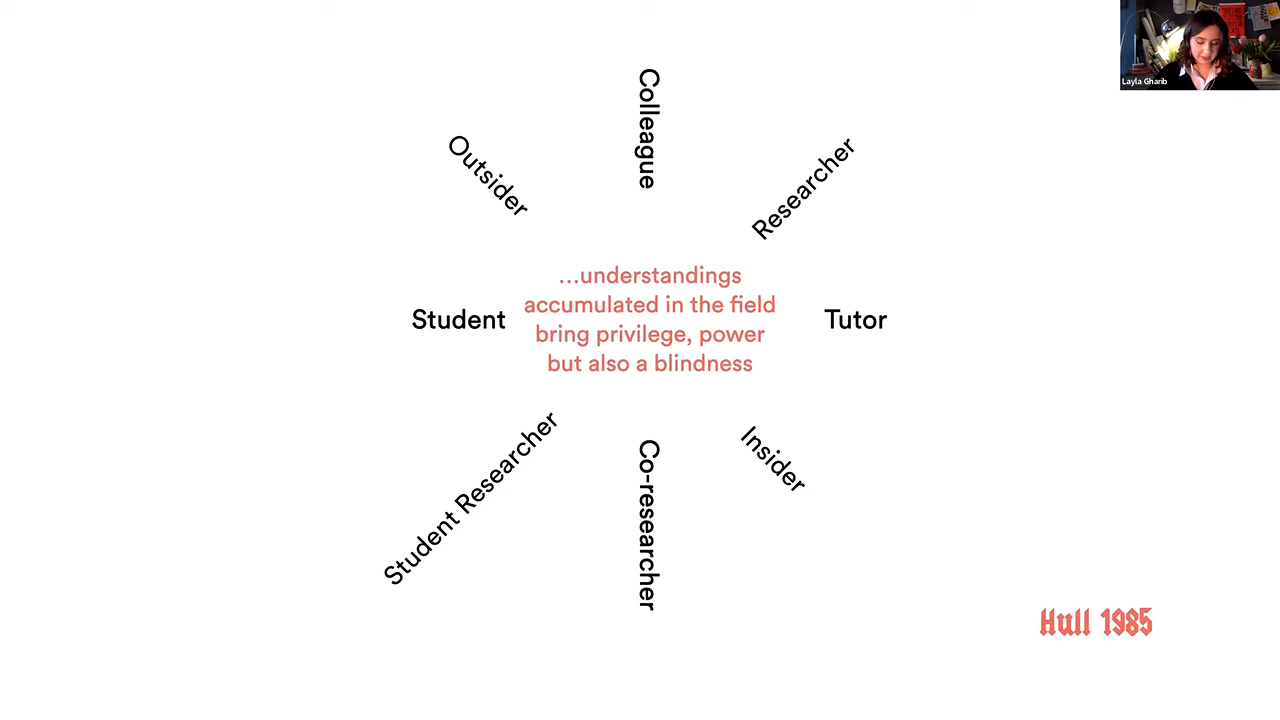 Layla Gharib
Colleague
Outsider
Researcher
…understandings
accumulated in the field
bring privilege, power
but also a blindness
Student
Tutor
Student Researcher
Co-researcher
Insider
Hull 1985